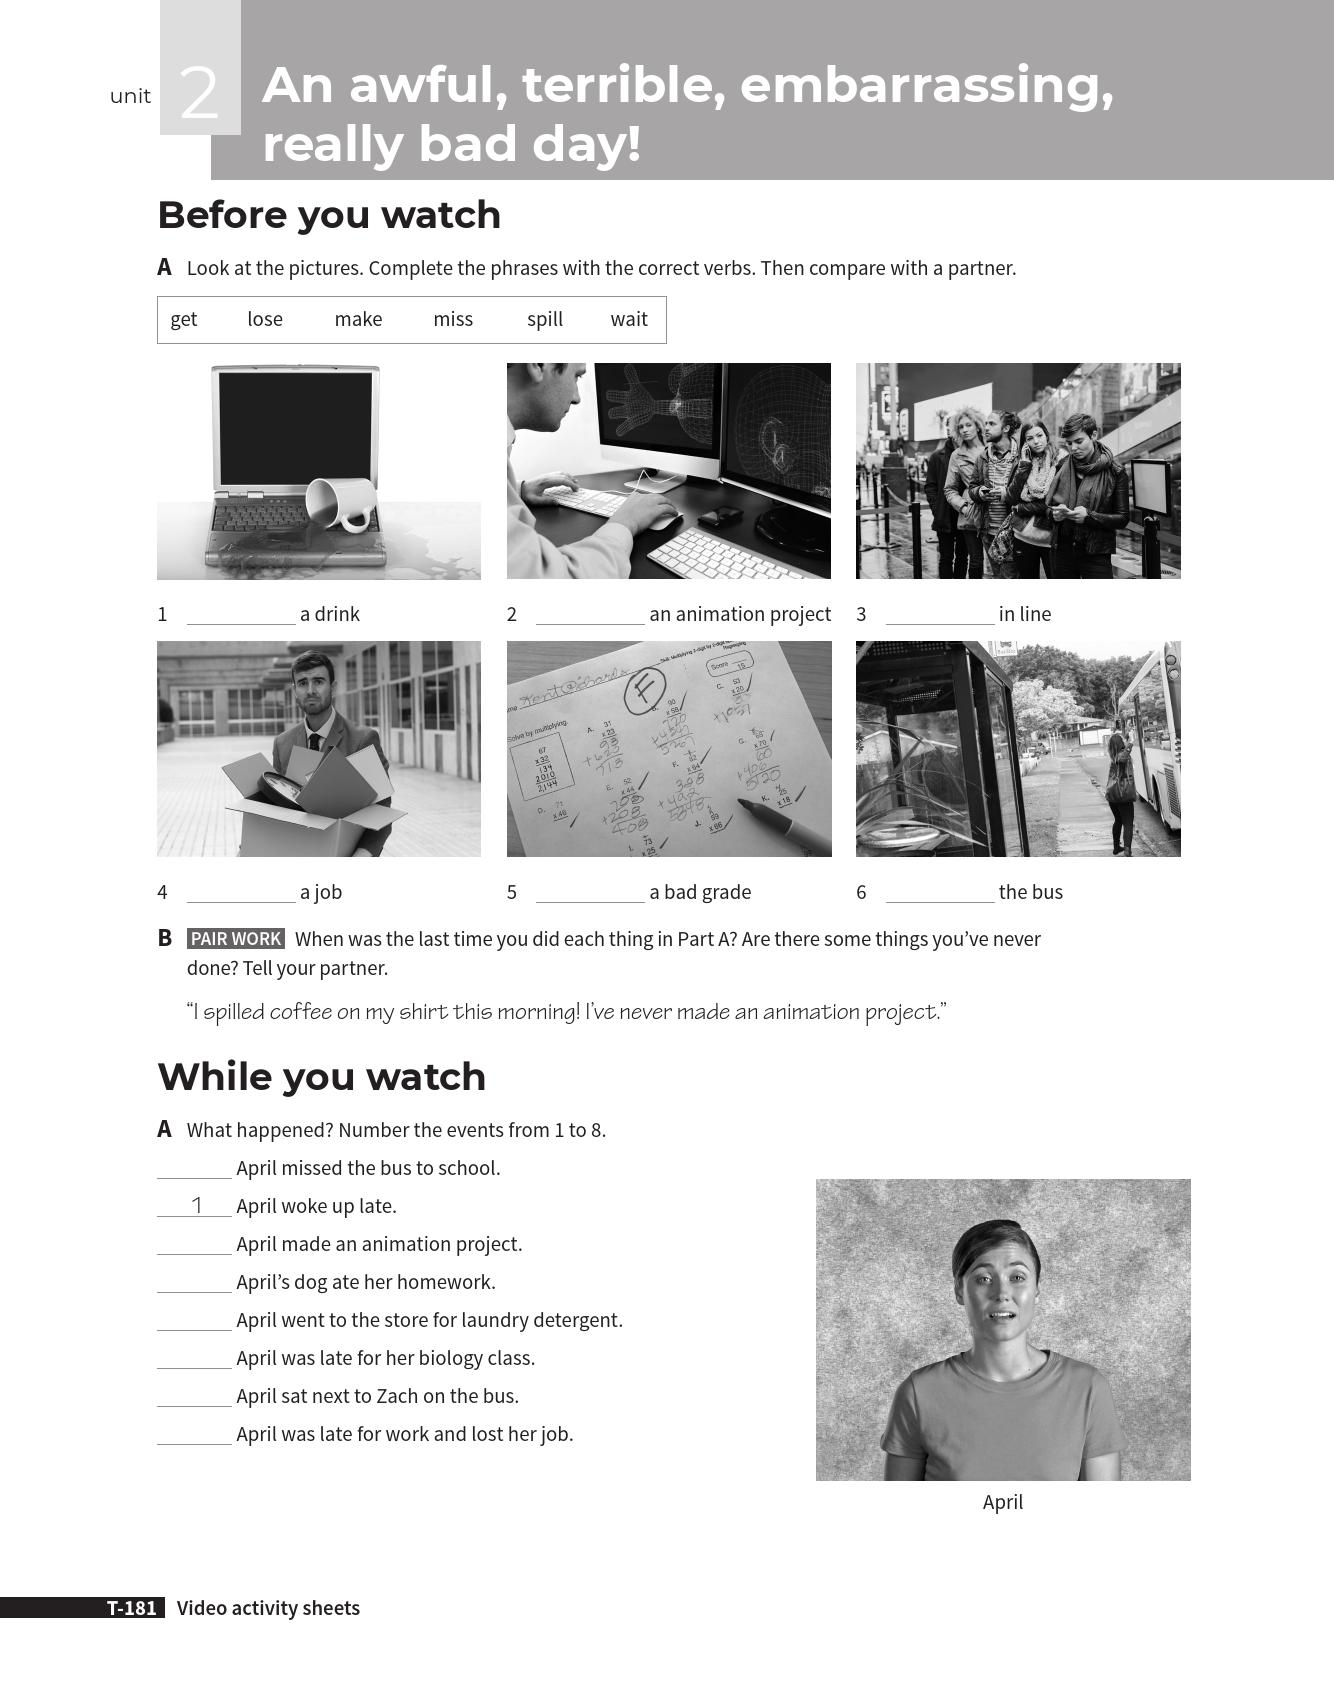 unit 2 An awful, terrible, embarrassing,
really bad day!
Before you watch
A Look at the pictures. Complete the phrases with the correct verbs. Then compare with a partner.
get lose make miss spill wait
1 ___________ a drink
2 ___________ an animation project
3 ___________ in line
Solve by multiplying.
Score 15
F
4 ___________ a job
5 ___________ a bad grade
6 ___________ the bus
B PAIR WORK When was the last time you did each thing in Part A? Are there some things you’ve never
done? Tell your partner.
“I spilled coffee on my shirt this morning! I’ve never made an animation project.”
While you watch
A What happened? Number the events from 1 to 8.
_______ April missed the bus to school.
1 April woke up late.
_______ April made an animation project.
_______ April’s dog ate her homework.
_______ April went to the store for laundry detergent.
_______ April was late for her biology class.
_______ April sat next to Zach on the bus.
_______ April was late for work and lost her job.
April
T-181 Video activity sheets